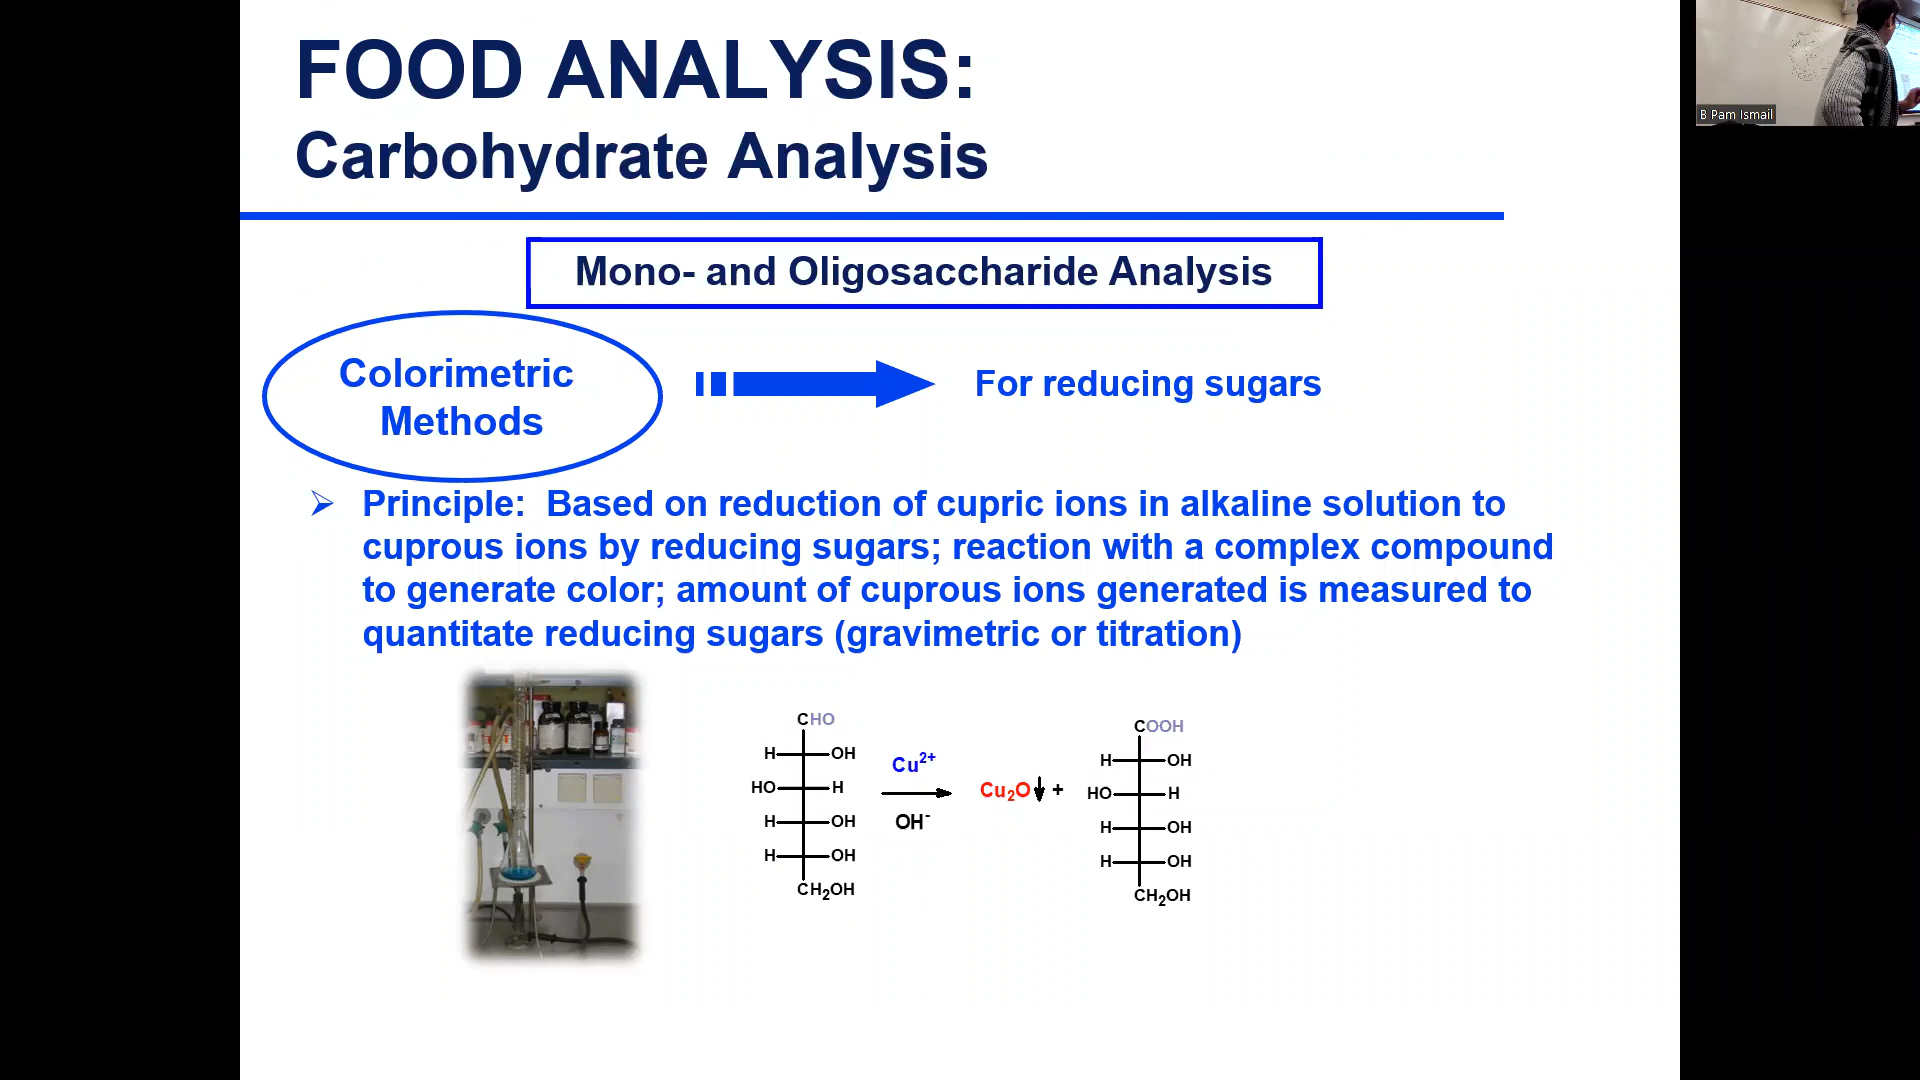 FOOD ANALYSIS:
Carbohydrate Analysis
B Pam Ismail
Mono- and Oligosaccharide Analysis
Colorimetric
Methods
For reducing sugars
➢ Principle: Based on reduction of cupric ions in alkaline solution to
cuprous ions by reducing sugars; reaction with a complex compound
to generate color; amount of cuprous ions generated is measured to
quantitate reducing sugars (gravimetric or titration)
CHO
H OH
HO H
H OH
H OH
CH₂OH
Cu²⁺
OH⁻
Cu₂O↓ +
COOH
H OH
HO H
H OH
H OH
CH₂OH